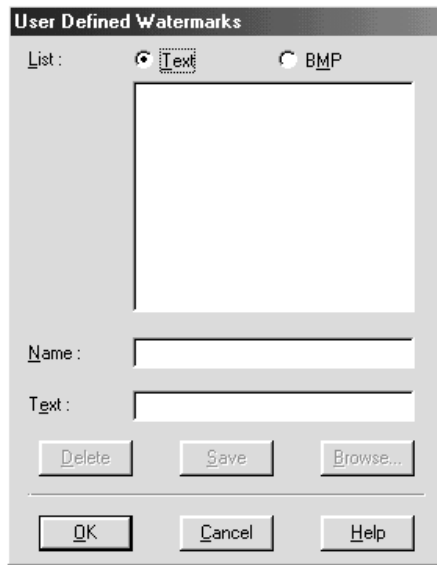 User Defined Watermarks
List : Text BMP
Name :
Text :
Delete Save Browse...
OK Cancel Help